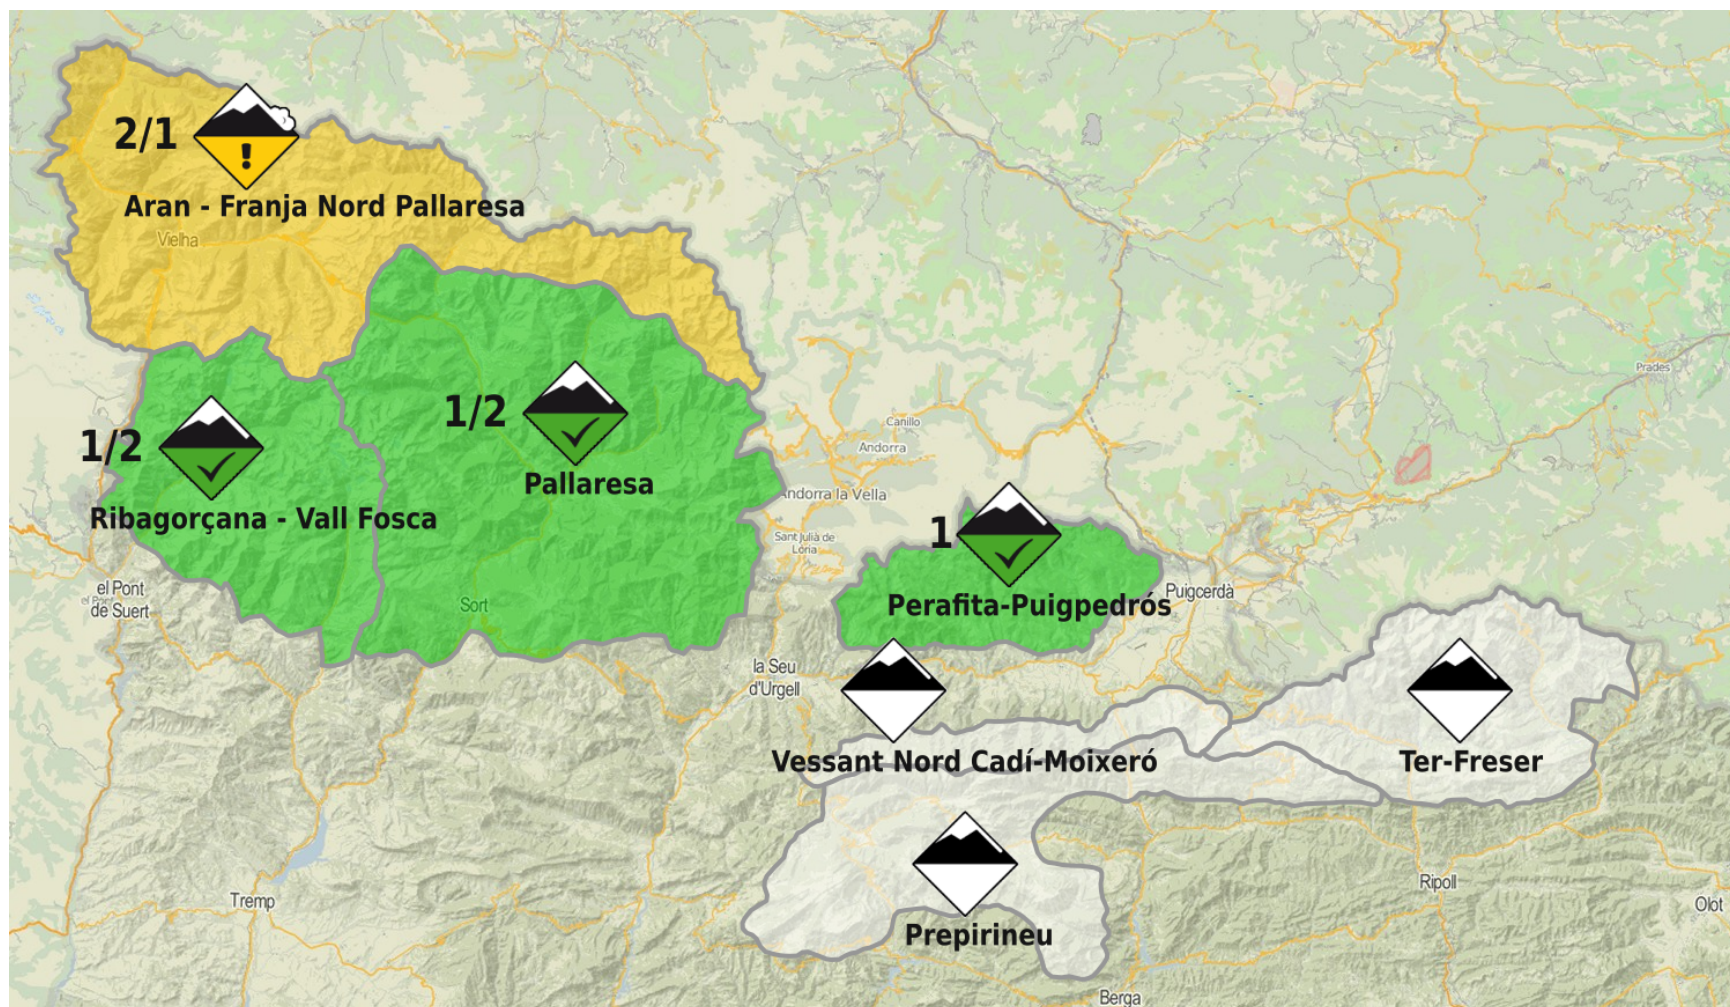 2/1
!
Aran - Franja Nord Pallaresa
Vielha
Prades
1/2
Canillo
1/2
Andorra
Pallaresa
Andorra la Vella
Ribagorçana - Vall Fosca
1
Sant Julià de
Lòria
el Pont
de Suert
Sort
Perafita-Puigpedrós
Puigcerdà
la Seu
d'Urgell
Vessant Nord Cadí-Moixeró
Ter-Freser
Tremp
Ripoll
Olot
Prepirineu
Berga